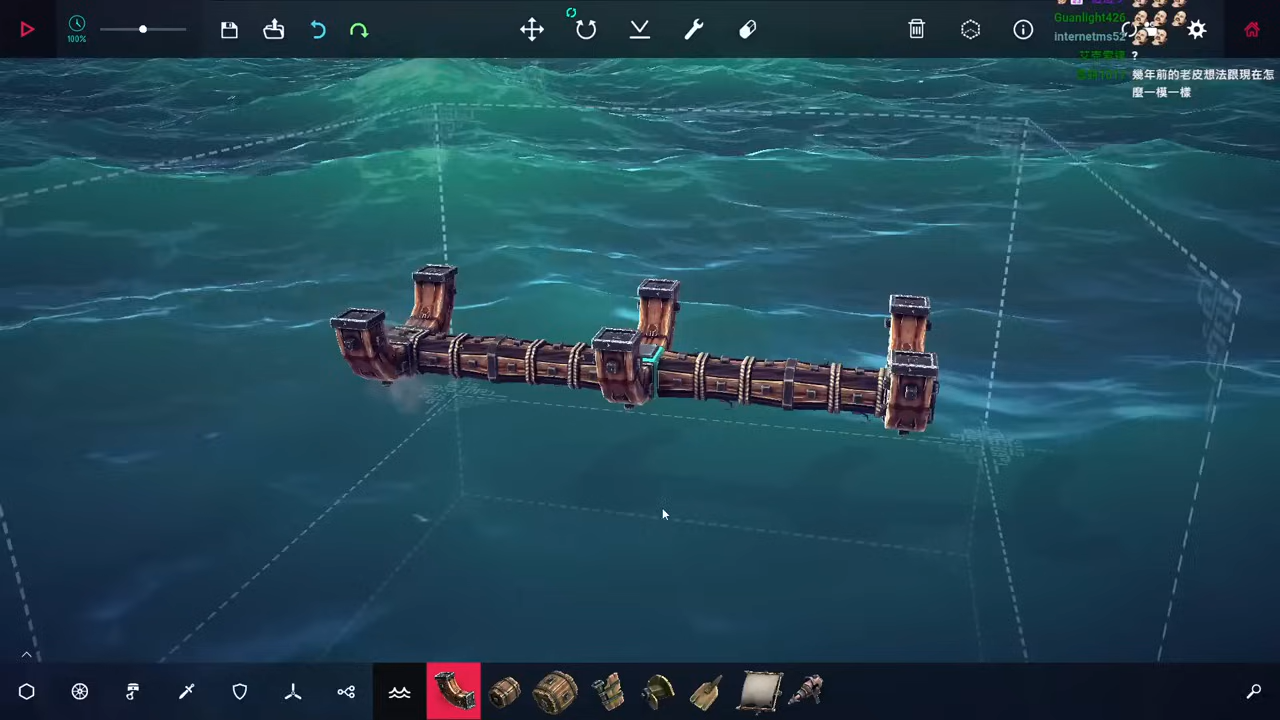 Guanlight426
internetms52
?
幾年前的老皮想法跟現在怎
麼一模一樣
100%